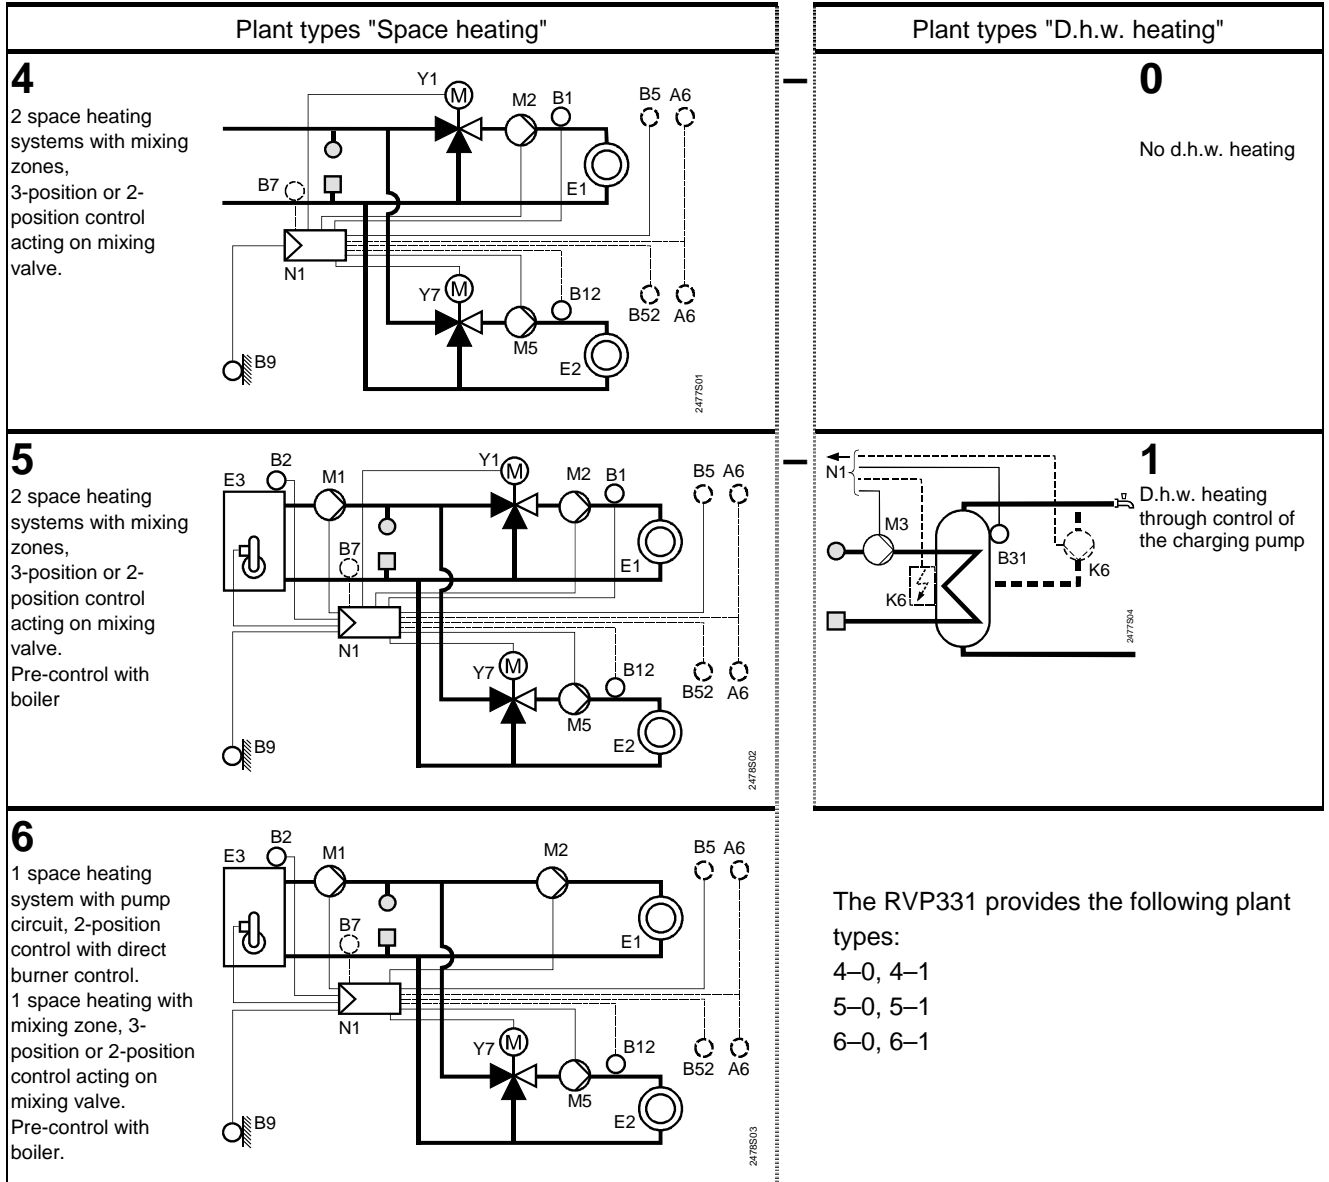 Plant types "Space heating"
Plant types "D.h.w. heating"
4
2 space heating
systems with mixing
zones,
3-position or 2-
position control
acting on mixing
valve.
Y1
M
M2
B1
B5
A6
E1
B7
N1
Y7
M
B12
M5
B52
A6
E2
B9
2477S01
–
0
No d.h.w. heating
5
2 space heating
systems with mixing
zones,
3-position or 2-
position control
acting on mixing
valve.
Pre-control with
boiler
E3
B2
M1
Y1
M
M2
B1
B5
A6
E1
B7
N1
Y7
M
B12
M5
B52
A6
E2
B9
2478S02
–
1
D.h.w. heating
through control of
the charging pump
N1
M3
B31
K6
K6
2477S04
6
1 space heating
system with pump
circuit, 2-position
control with direct
burner control.
1 space heating with
mixing zone, 3-
position or 2-position
control acting on
mixing valve.
Pre-control with
boiler.
E3
B2
M1
M2
B5
A6
E1
B7
N1
Y7
M
B12
M5
B52
A6
E2
B9
2478S03
The RVP331 provides the following plant
types:
4–0, 4–1
5–0, 5–1
6–0, 6–1